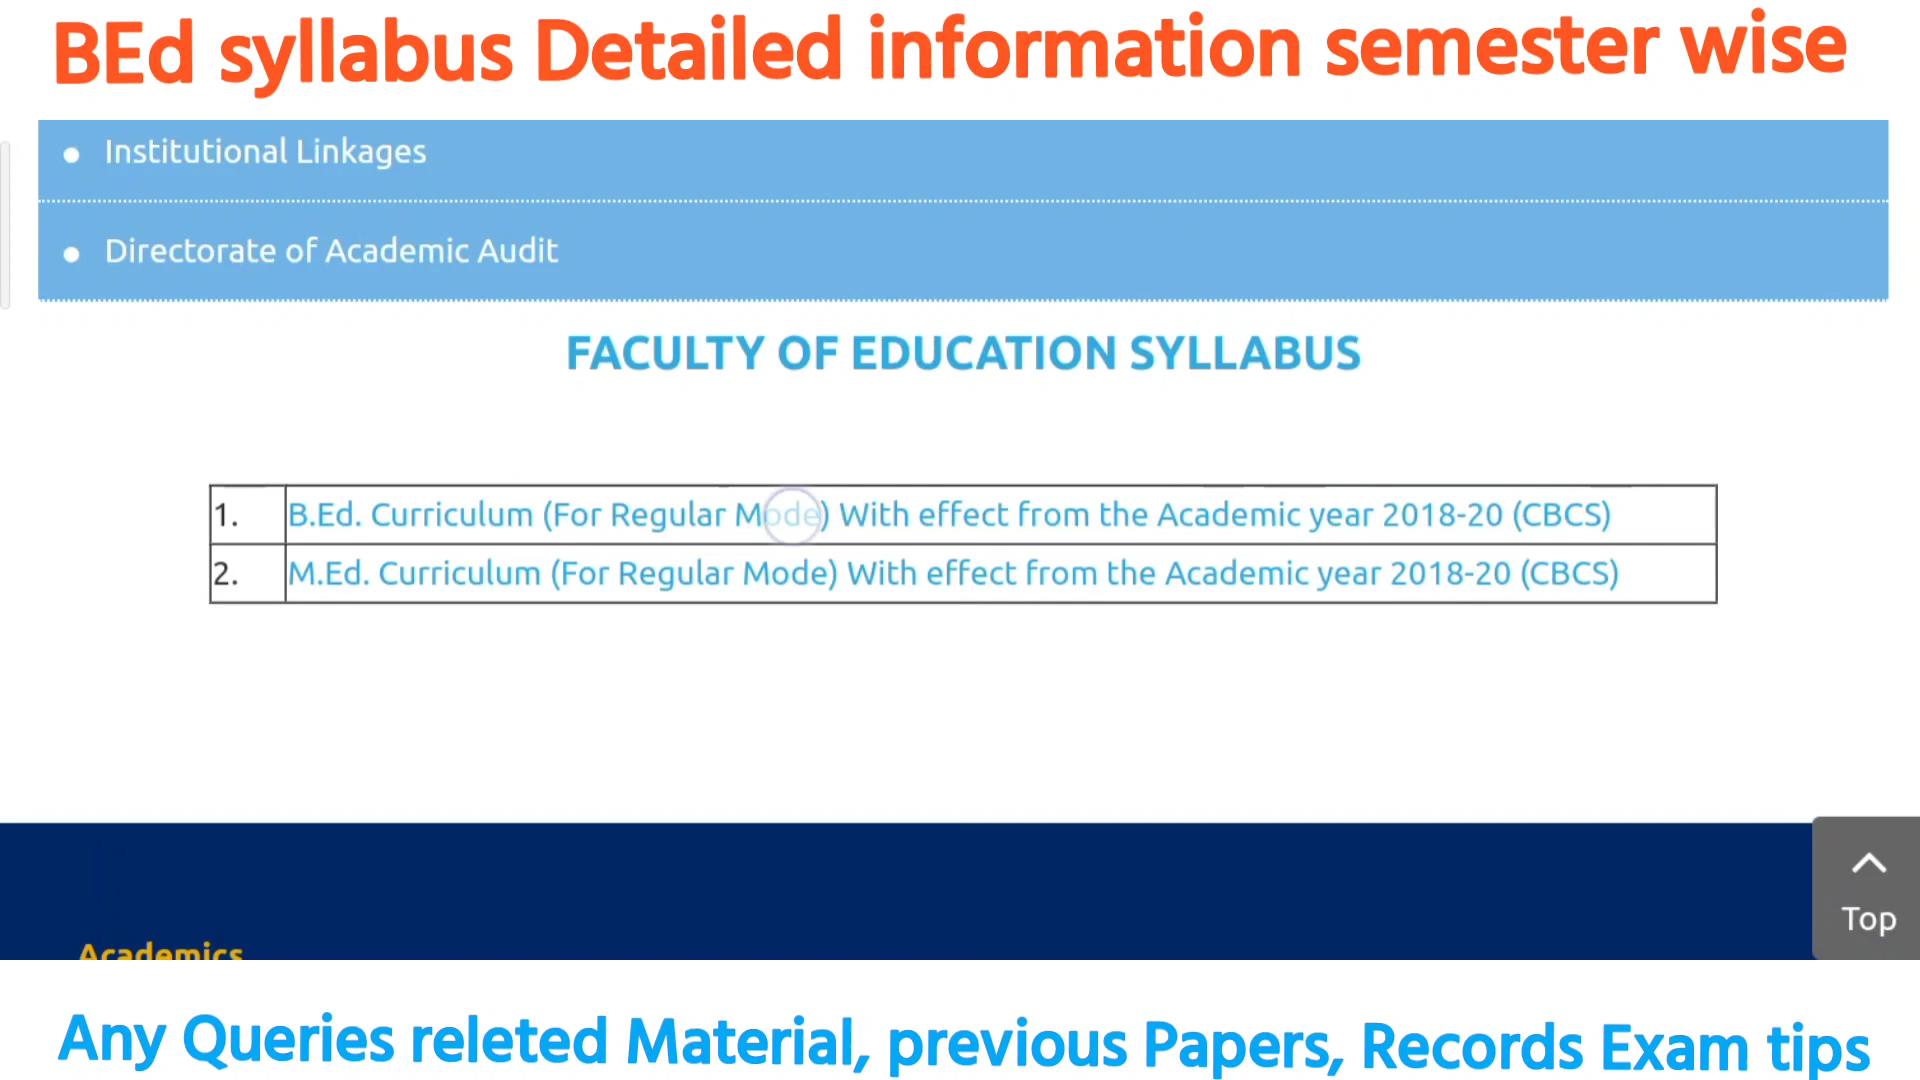 BEd syllabus Detailed information semester wise
Institutional Linkages
Directorate of Academic Audit
FACULTY OF EDUCATION SYLLABUS
1. B.Ed. Curriculum (For Regular Mode) With effect from the Academic year 2018-20 (CBCS)
2. M.Ed. Curriculum (For Regular Mode) With effect from the Academic year 2018-20 (CBCS)
Top
Academics
Any Queries releted Material, previous Papers, Records Exam tips